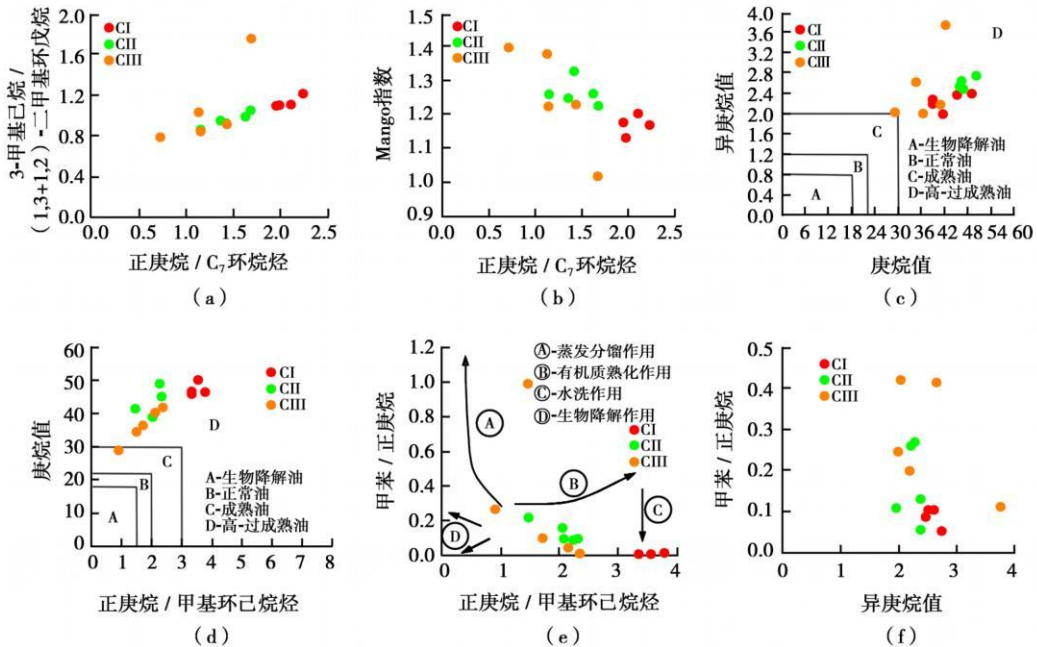 3-甲基己烷/
(1,3+1,2)-二甲基环戊烷
2.0
1.6
1.2
0.8
0.4
0.0
CI
CII
CIII
0.0 0.5 1.0 1.5 2.0 2.5
正庚烷/C₇环烷烃
(a)
Mango指数
1.5
1.4
1.3
1.2
1.1
1.0
0.9
CI
CII
CIII
0.0 0.5 1.0 1.5 2.0 2.5
正庚烷/C₇环烷烃
(b)
异庚烷值
4.0
3.6
3.2
2.8
2.4
2.0
1.6
1.2
0.8
0.4
0.0
CI
CII
CIII
D
C
B
A
A-生物降解油
B-正常油
C-成熟油
D-高-过成熟油
0 6 12 18 24 30 36 42 48 54 60
庚烷值
(c)
庚烷值
60
50
40
30
20
10
0
CI
CII
CIII
D
C
B
A
A-生物降解油
B-正常油
C-成熟油
D-高-过成熟油
0 1 2 3 4 5 6 7 8
正庚烷/甲基环己烷烃
(d)
甲苯/正庚烷
1.2
1.0
0.8
0.6
0.4
0.2
0.0
Ⓐ-蒸发分馏作用
Ⓑ-有机质熟化作用
Ⓒ-水洗作用
Ⓓ-生物降解作用
CI
CII
CIII
A
B
C
D
0 1 2 3 4
正庚烷/甲基环己烷烃
(e)
甲苯/正庚烷
0.5
0.4
0.3
0.2
0.1
0.0
CI
CII
CIII
0 1 2 3 4
异庚烷值
(f)